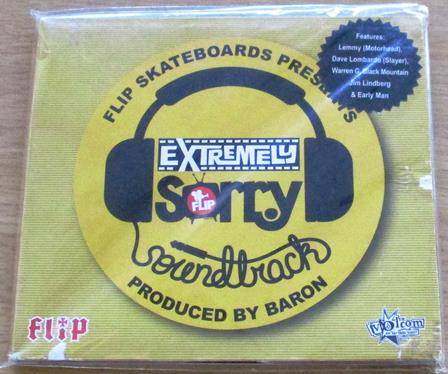 Features:
Lemmy (Motorhead),
Dave Lombardo (Slayer),
Warren G, Black Mountain
Jim Lindberg
& Early Man
FLIP SKATEBOARDS PRESENTS
EXTREMELY
Sorry
FLIP
Soundtrack
PRODUCED BY BARON
FLIP
Volcom